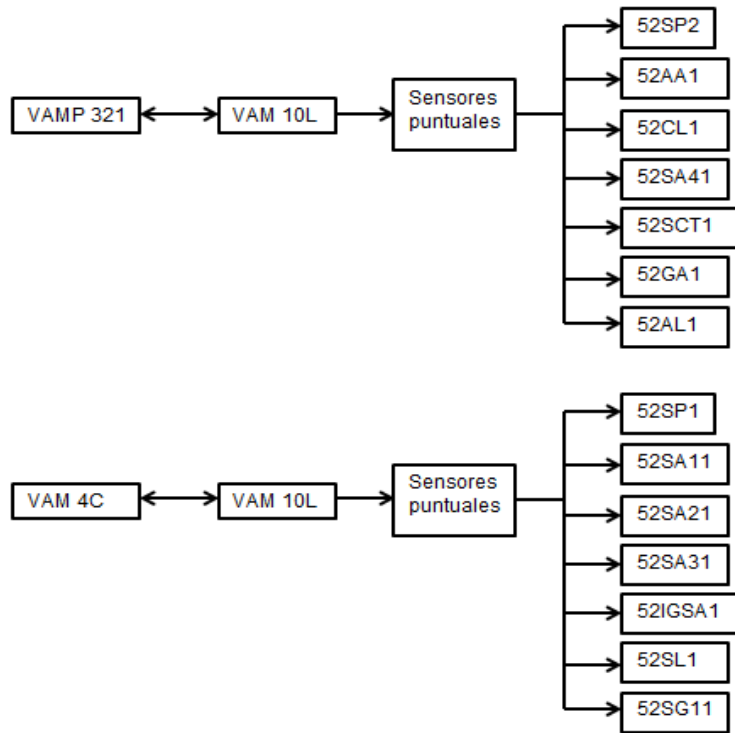 52SP2
52AA1
VAMP 321
VAM 10L
Sensores
puntuales
52CL1
52SA41
52SCT1
52GA1
52AL1
52SP1
52SA11
VAM 4C
VAM 10L
Sensores
puntuales
52SA21
52SA31
52IGSA1
52SL1
52SG11